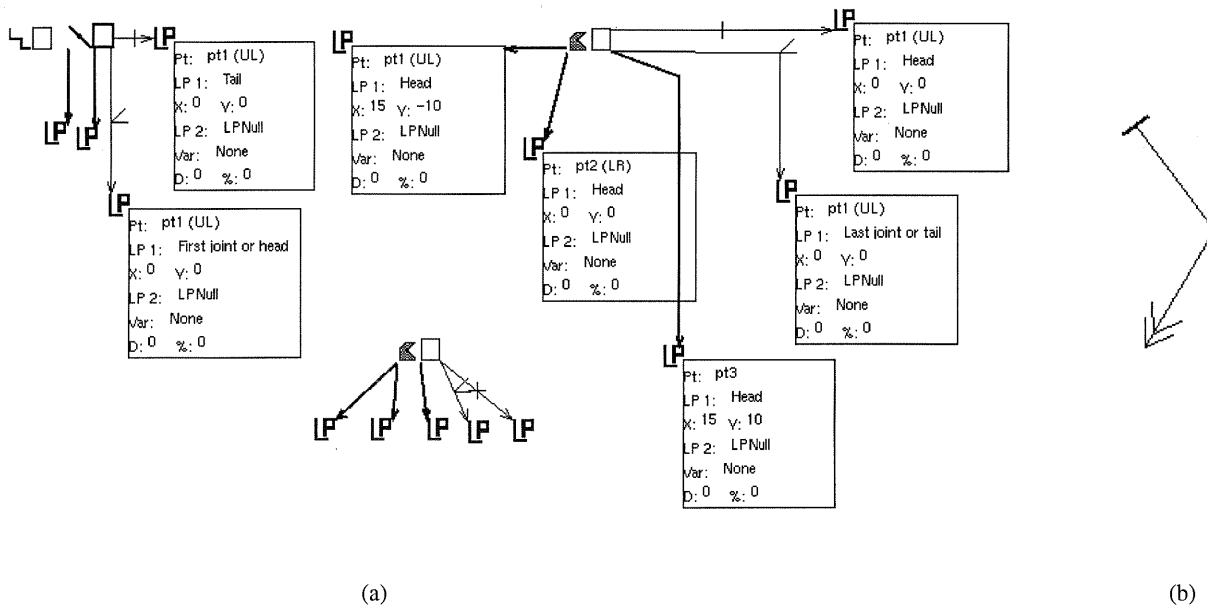 LP
Pt: pt1 (UL)
LP 1: Tail
X: 0 Y: 0
LP 2: LPNull
Var: None
D: 0 %: 0
LP
LP
LP
Pt: pt1 (UL)
LP 1: First joint or head
X: 0 Y: 0
LP 2: LPNull
Var: None
D: 0 %: 0
LP
Pt: pt1 (UL)
LP 1: Head
X: 15 Y: -10
LP 2: LPNull
Var: None
D: 0 %: 0
LP
Pt: pt2 (LR)
LP 1: Head
X: 0 Y: 0
LP 2: LPNull
Var: None
D: 0 %: 0
LP
Pt: pt1 (UL)
LP 1: Head
X: 0 Y: 0
LP 2: LPNull
Var: None
D: 0 %: 0
LP
Pt: pt1 (UL)
LP 1: Last joint or tail
X: 0 Y: 0
LP 2: LPNull
Var: None
D: 0 %: 0
LP
Pt: pt3
LP 1: Head
X: 15 Y: 10
LP 2: LPNull
Var: None
D: 0 %: 0
LP LP LP LP LP
(a) (b)